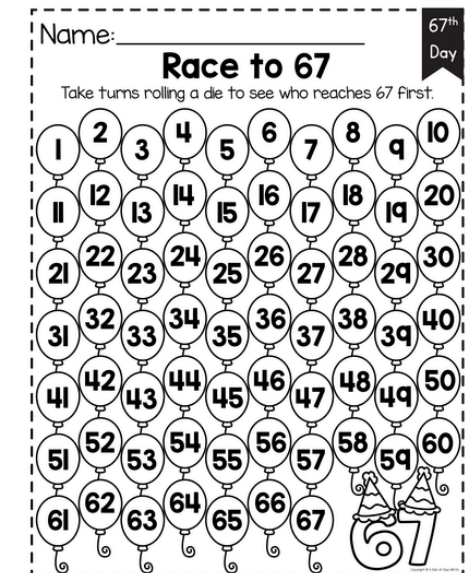 Name:
67th
Day
Race to 67
Take turns rolling a die to see who reaches 67 first.
1 2 3 4 5 6 7 8 9 10
11 12 13 14 15 16 17 18 19 20
21 22 23 24 25 26 27 28 29 30
31 32 33 34 35 36 37 38 39 40
41 42 43 44 45 46 47 48 49 50
51 52 53 54 55 56 57 58 59 60
61 62 63 64 65 66 67
67